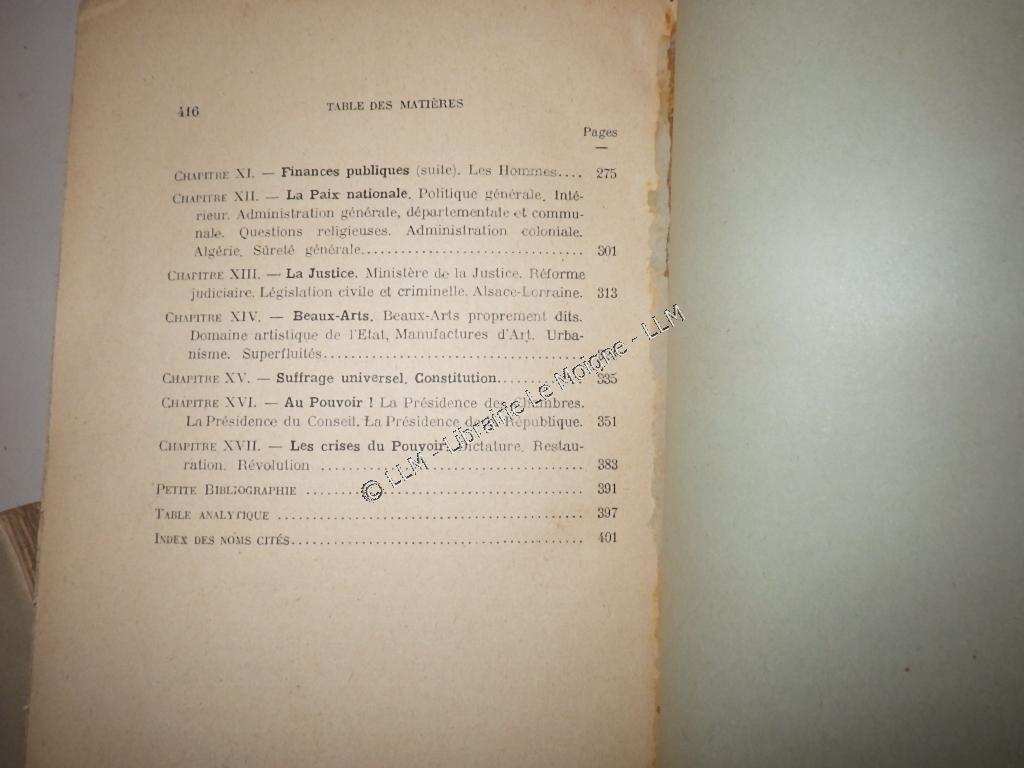 416 TABLE DES MATIÈRES
Pages
CHAPITRE XI. — Finances publiques (suite). Les Hommes.... 275
CHAPITRE XII. — La Paix nationale. Politique générale. Inté-
rieur. Administration générale, départementale et commu-
nale. Questions religieuses. Administration coloniale.
Algérie. Sûreté générale................................ 301
CHAPITRE XIII. — La Justice. Ministère de la Justice. Réforme
judiciaire. Législation civile et criminelle. Alsace-Lorraine. 313
CHAPITRE XIV. — Beaux-Arts. Beaux-Arts proprement dits.
Domaine artistique de l'Etat, Manufactures d'Art. Urba-
nisme. Superfluités......................................
CHAPITRE XV. — Suffrage universel. Constitution............. 335
CHAPITRE XVI. — Au Pouvoir ! La Présidence des Chambres.
La Présidence du Conseil. La Présidence de la République. 351
CHAPITRE XVII. — Les crises du Pouvoir. Dictature. Restau-
ration. Révolution ...................................... 383
PETITE BIBLIOGRAPHIE ........................................ 391
TABLE ANALYTIQUE ............................................ 397
INDEX DES NOMS CITÉS.......................................... 401
© LLM - Librairie Le Moigne - LLM